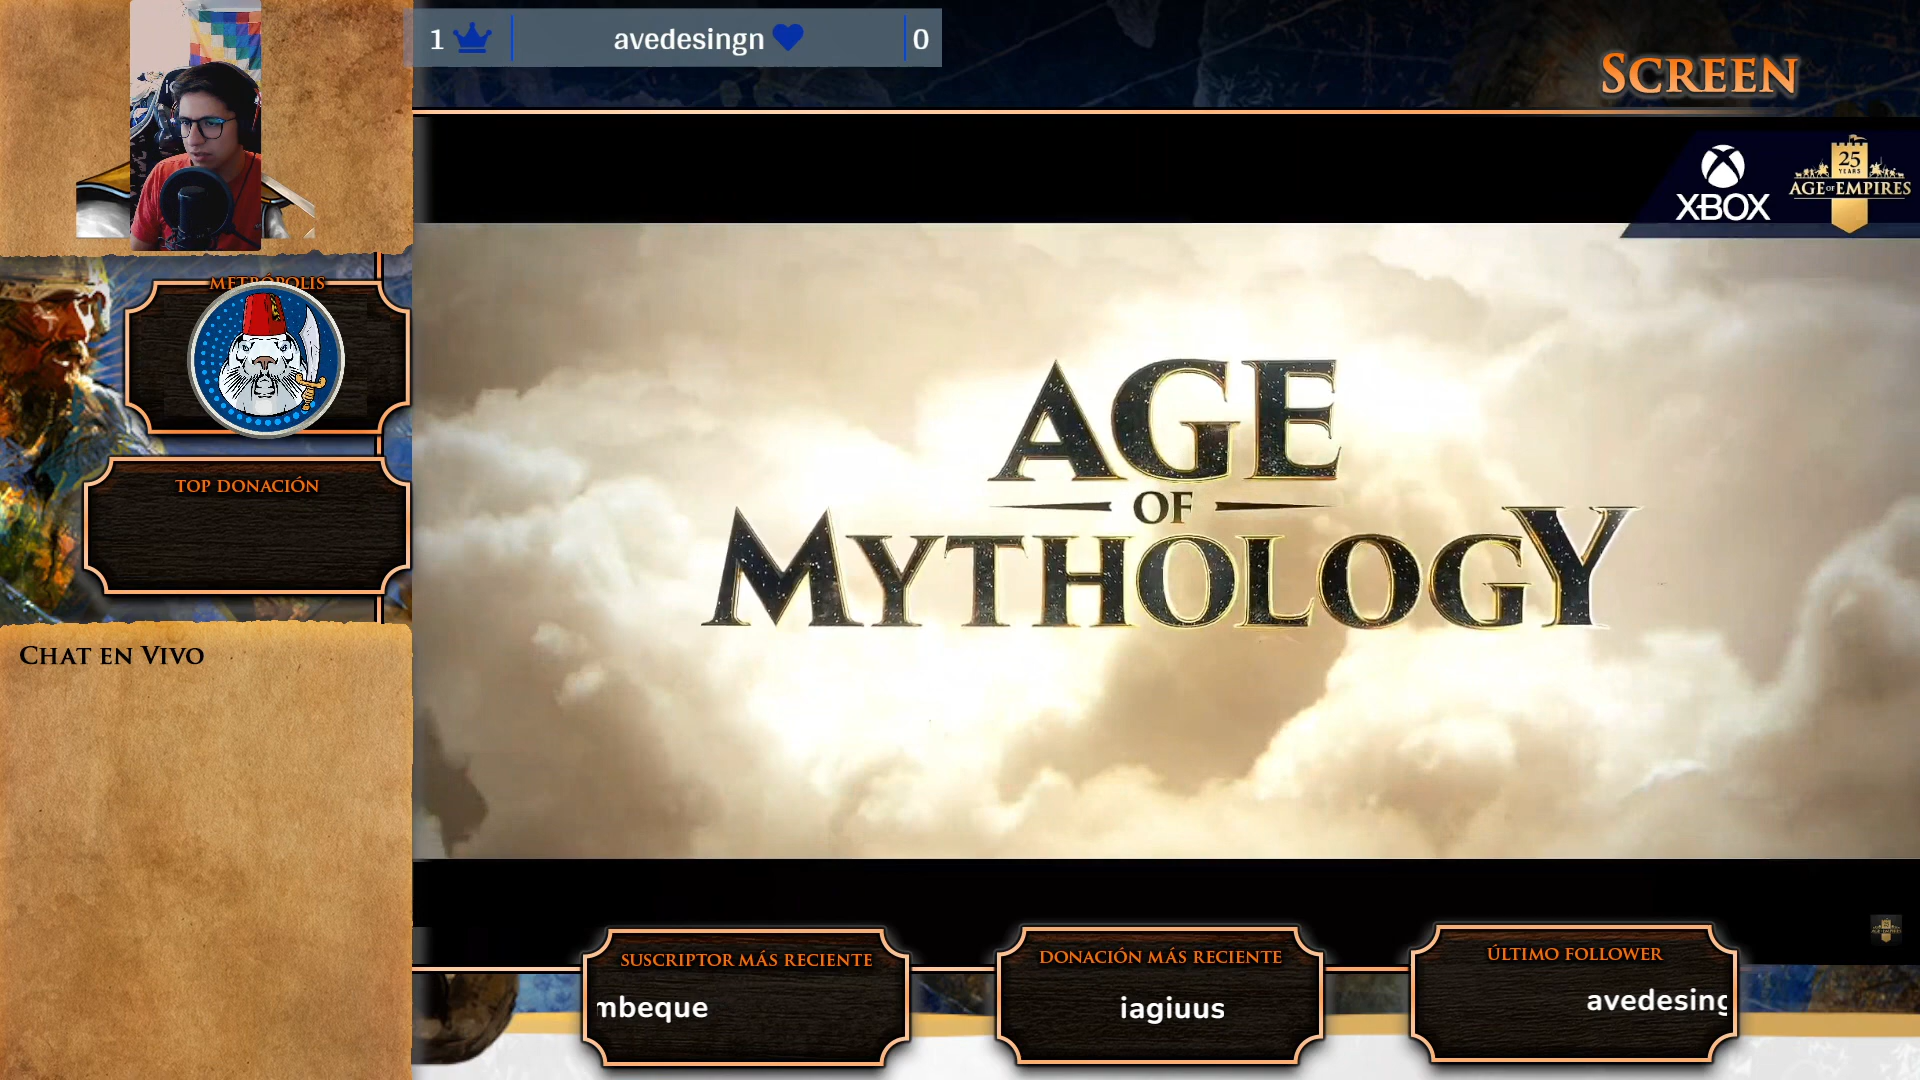 1
avedesingn
0
SCREEN
XBOX
25
YEARS
AGE OF EMPIRES
METRÓPOLIS
TOP DONACIÓN
CHAT EN VIVO
AGE
OF
MYTHOLOGY
SUSCRIPTOR MÁS RECIENTE
mbeque
DONACIÓN MÁS RECIENTE
iagiuus
ÚLTIMO FOLLOWER
avedesing